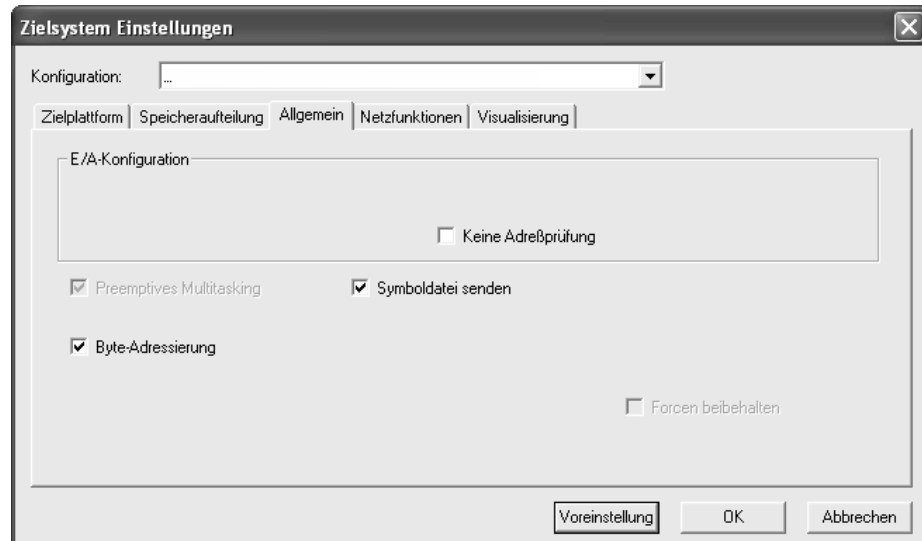 Zielsystem Einstellungen
Konfiguration: ...
Zielplattform Speicheraufteilung Allgemein Netzfunktionen Visualisierung
E/A-Konfiguration
Keine Adreßprüfung
Preemptives Multitasking Symboldatei senden
Byte-Adressierung
Forcen beibehalten
Voreinstellung OK Abbrechen